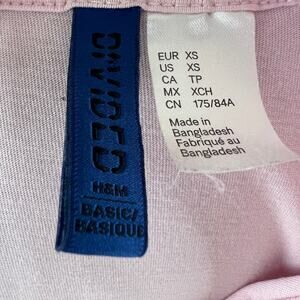 DIVIDED
H&M
BASIC/
BASIQUE
EUR XS
US XS
CA TP
MX XCH
CN 175/84A
Made in
Bangladesh
Fabriqué au
Bangladesh